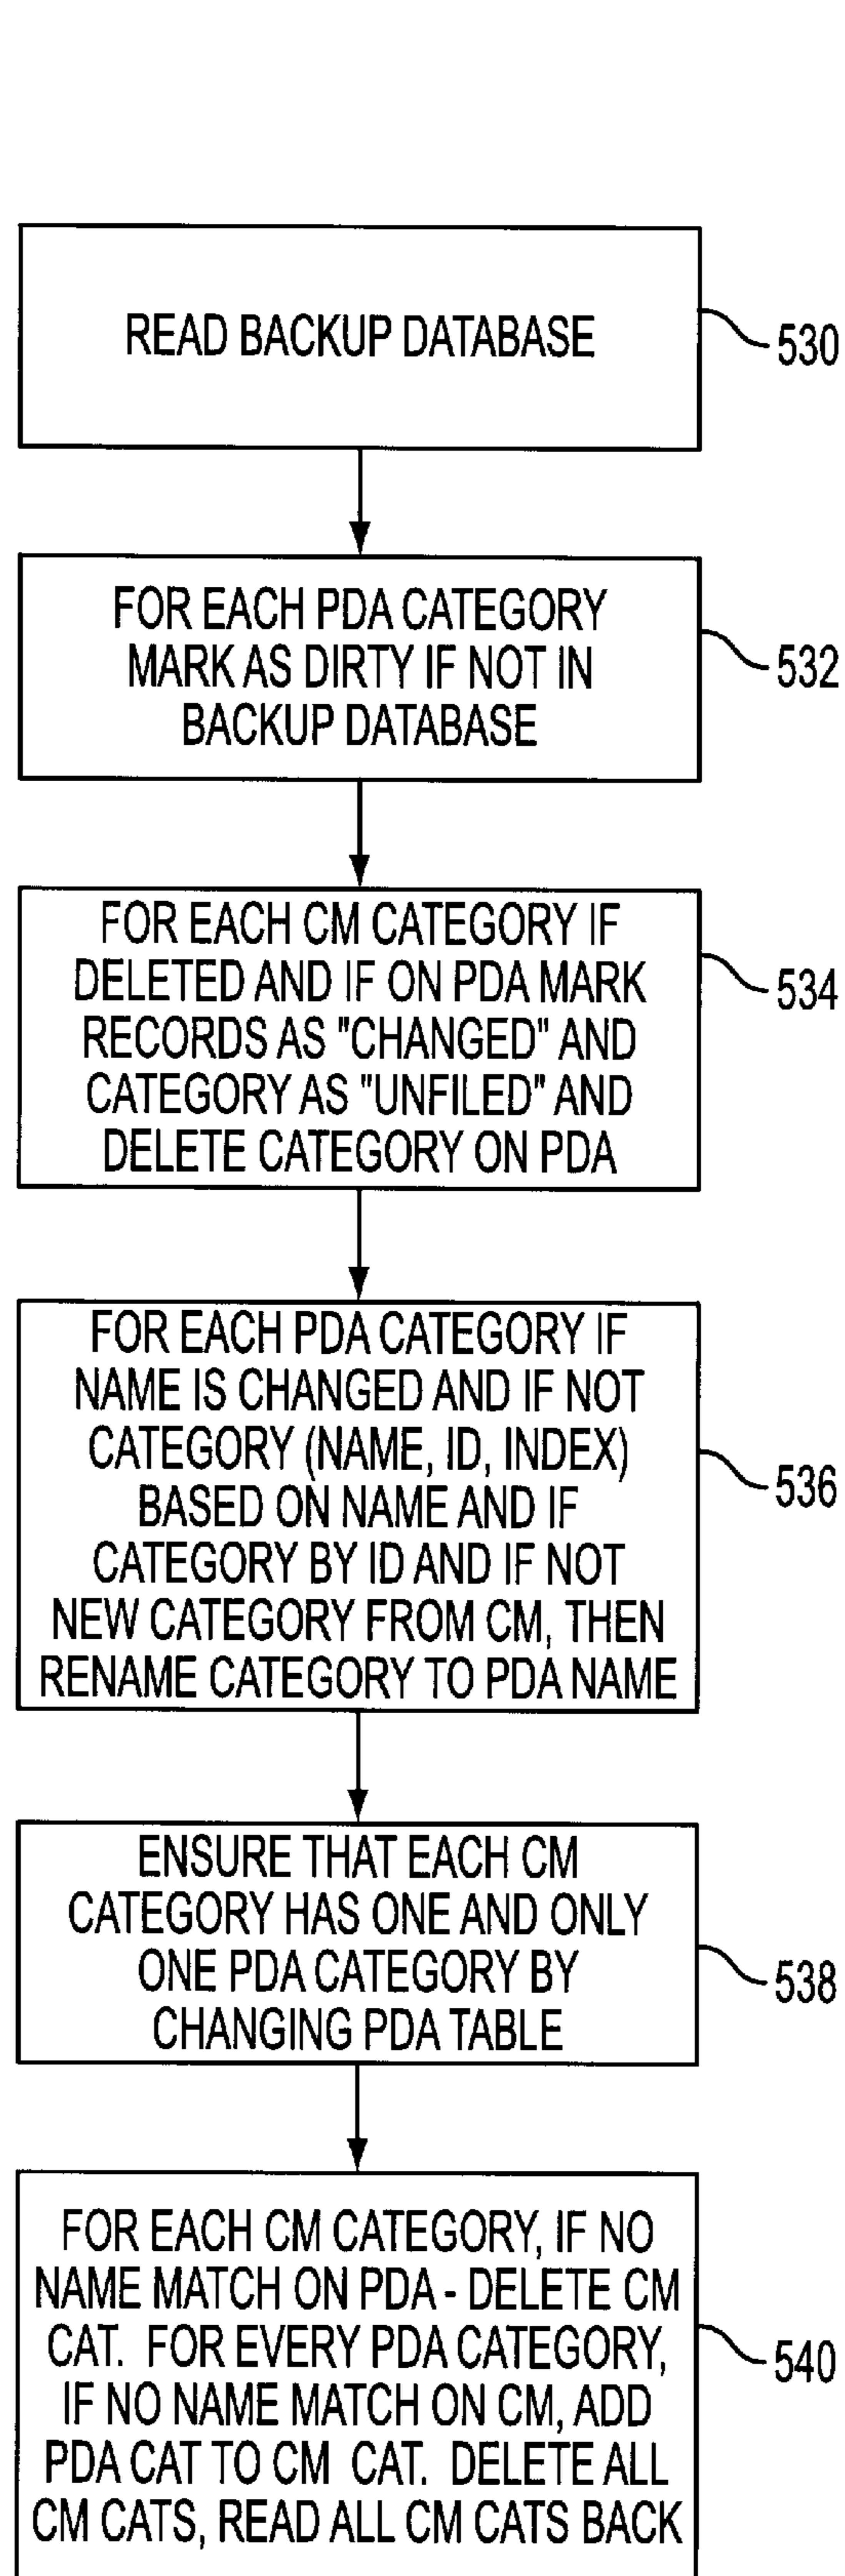 READ BACKUP DATABASE
530
FOR EACH PDA CATEGORY
MARK AS DIRTY IF NOT IN
BACKUP DATABASE
532
FOR EACH CM CATEGORY IF
DELETED AND IF ON PDA MARK
RECORDS AS "CHANGED" AND
CATEGORY AS "UNFILED" AND
DELETE CATEGORY ON PDA
534
FOR EACH PDA CATEGORY IF
NAME IS CHANGED AND IF NOT
CATEGORY (NAME, ID, INDEX)
BASED ON NAME AND IF
CATEGORY BY ID AND IF NOT
NEW CATEGORY FROM CM, THEN
RENAME CATEGORY TO PDA NAME
536
ENSURE THAT EACH CM
CATEGORY HAS ONE AND ONLY
ONE PDA CATEGORY BY
CHANGING PDA TABLE
538
FOR EACH CM CATEGORY, IF NO
NAME MATCH ON PDA - DELETE CM
CAT. FOR EVERY PDA CATEGORY,
IF NO NAME MATCH ON CM, ADD
PDA CAT TO CM CAT. DELETE ALL
CM CATS, READ ALL CM CATS BACK
540